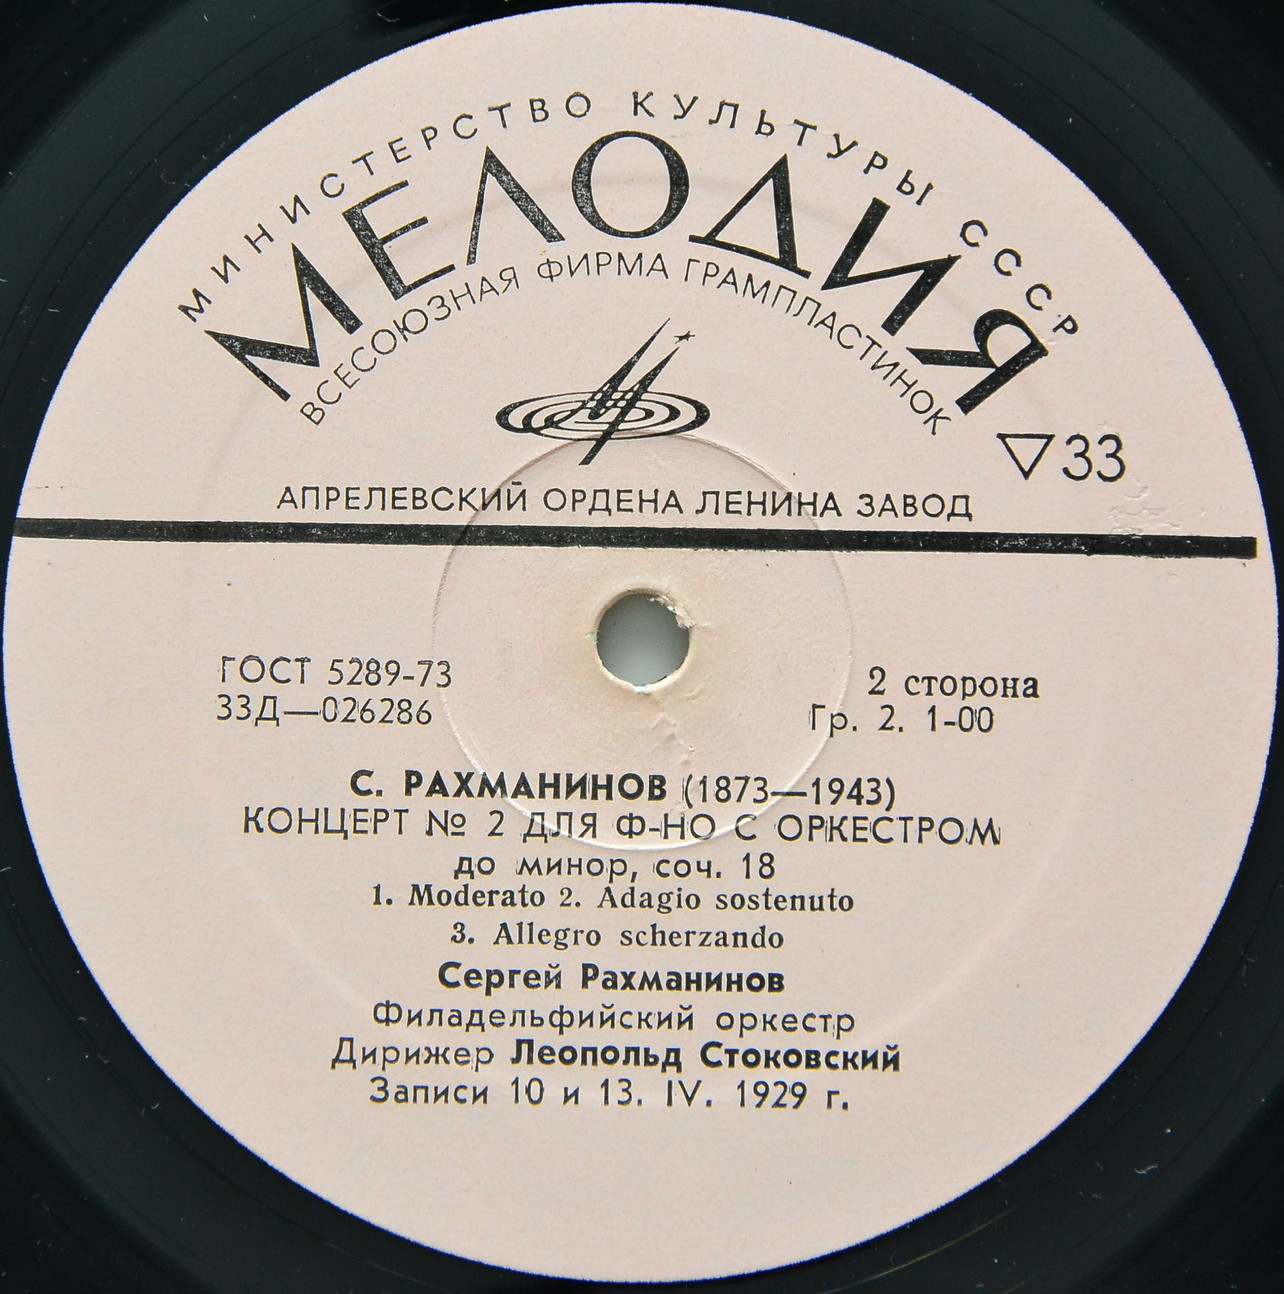 МИНИСТЕРСТВО КУЛЬТУРЫ СССР
МЕЛОДИЯ
ВСЕСОЮЗНАЯ ФИРМА ГРАМПЛАСТИНОК
▽33
АПРЕЛЕВСКИЙ ОРДЕНА ЛЕНИНА ЗАВОД
ГОСТ 5289-73
33Д—026286
2 сторона
Гр. 2. 1-00
С. РАХМАНИНОВ (1873—1943)
КОНЦЕРТ № 2 ДЛЯ Ф-НО С ОРКЕСТРОМ
до минор, соч. 18
1. Moderato 2. Adagio sostenuto
3. Allegro scherzando
Сергей Рахманинов
Филадельфийский оркестр
Дирижер Леопольд Стоковский
Записи 10 и 13. IV. 1929 г.